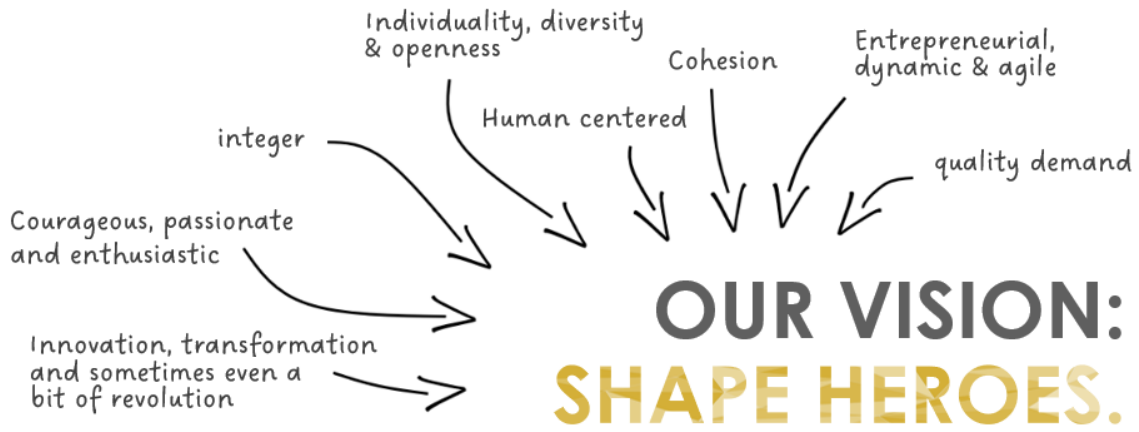 Individuality, diversity
& openness
Cohesion
Entrepreneurial,
dynamic & agile
Human centered
integer
quality demand
Courageous, passionate
and enthusiastic
Innovation, transformation
and sometimes even a
bit of revolution
OUR VISION:
SHAPE HEROES.